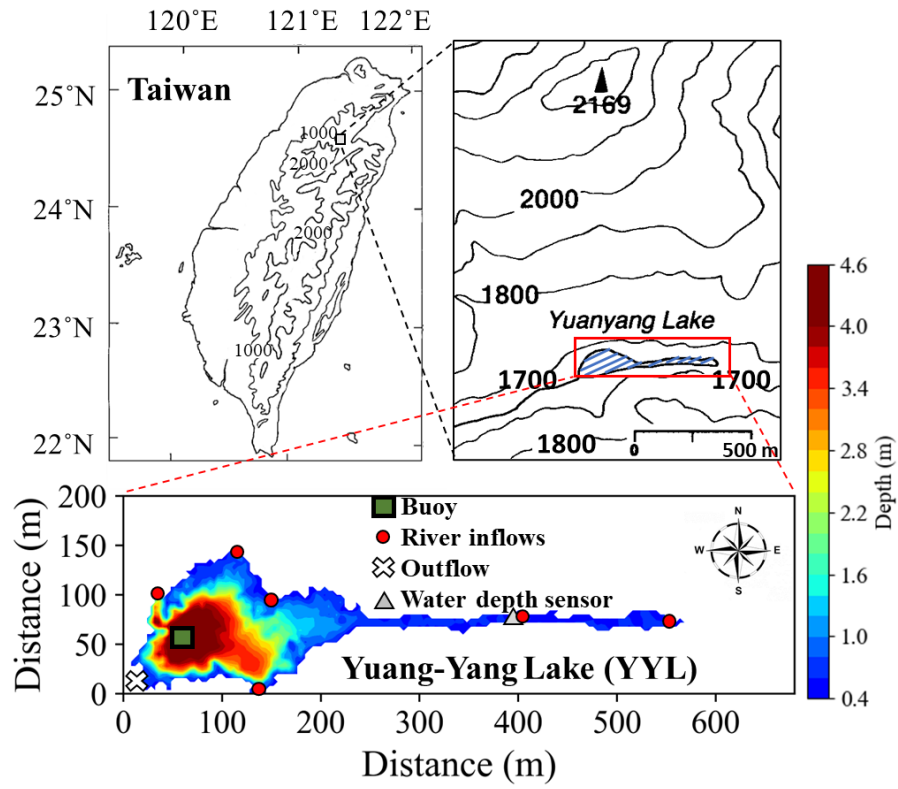 120˚E 121˚E 122˚E
Taiwan
25˚N
24˚N
23˚N
22˚N
1000
2000
2000
1000
2169
2000
1800
Yuanyang Lake
1700 1700
1800
0 500 m
4.6
4.0
3.4
2.8
2.2
1.6
1.0
0.4
Depth (m)
200
150
100
50
0
Distance (m)
Buoy
River inflows
Outflow
Water depth sensor
N
W E
S
Yuang-Yang Lake (YYL)
0 100 200 300 400 500 600
Distance (m)